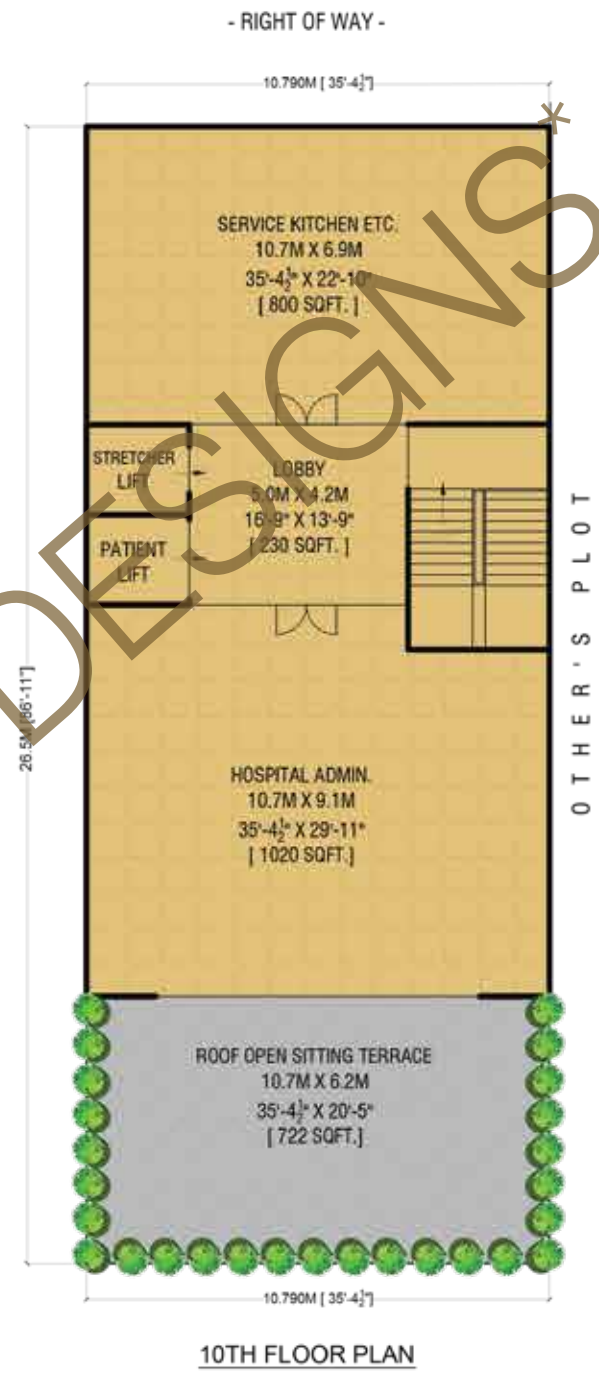 - RIGHT OF WAY -
10.790M [ 35'-4½"]
SERVICE KITCHEN ETC.
10.7M X 6.9M
35'-4½" X 22'-10"
[ 800 SQFT. ]
STRETCHER
LIFT
LOBBY
5.0M X 4.2M
16'-9" X 13'-9"
[ 230 SQFT. ]
PATIENT
LIFT
OTHER'S PLOT
26.5M [86'-11"]
HOSPITAL ADMIN.
10.7M X 9.1M
35'-4½" X 29'-11"
[ 1020 SQFT.]
ROOF OPEN SITTING TERRACE
10.7M X 6.2M
35'-4½" X 20'-5"
[ 722 SQFT.]
10.790M [ 35'-4½"]
10TH FLOOR PLAN
DESIGNS*